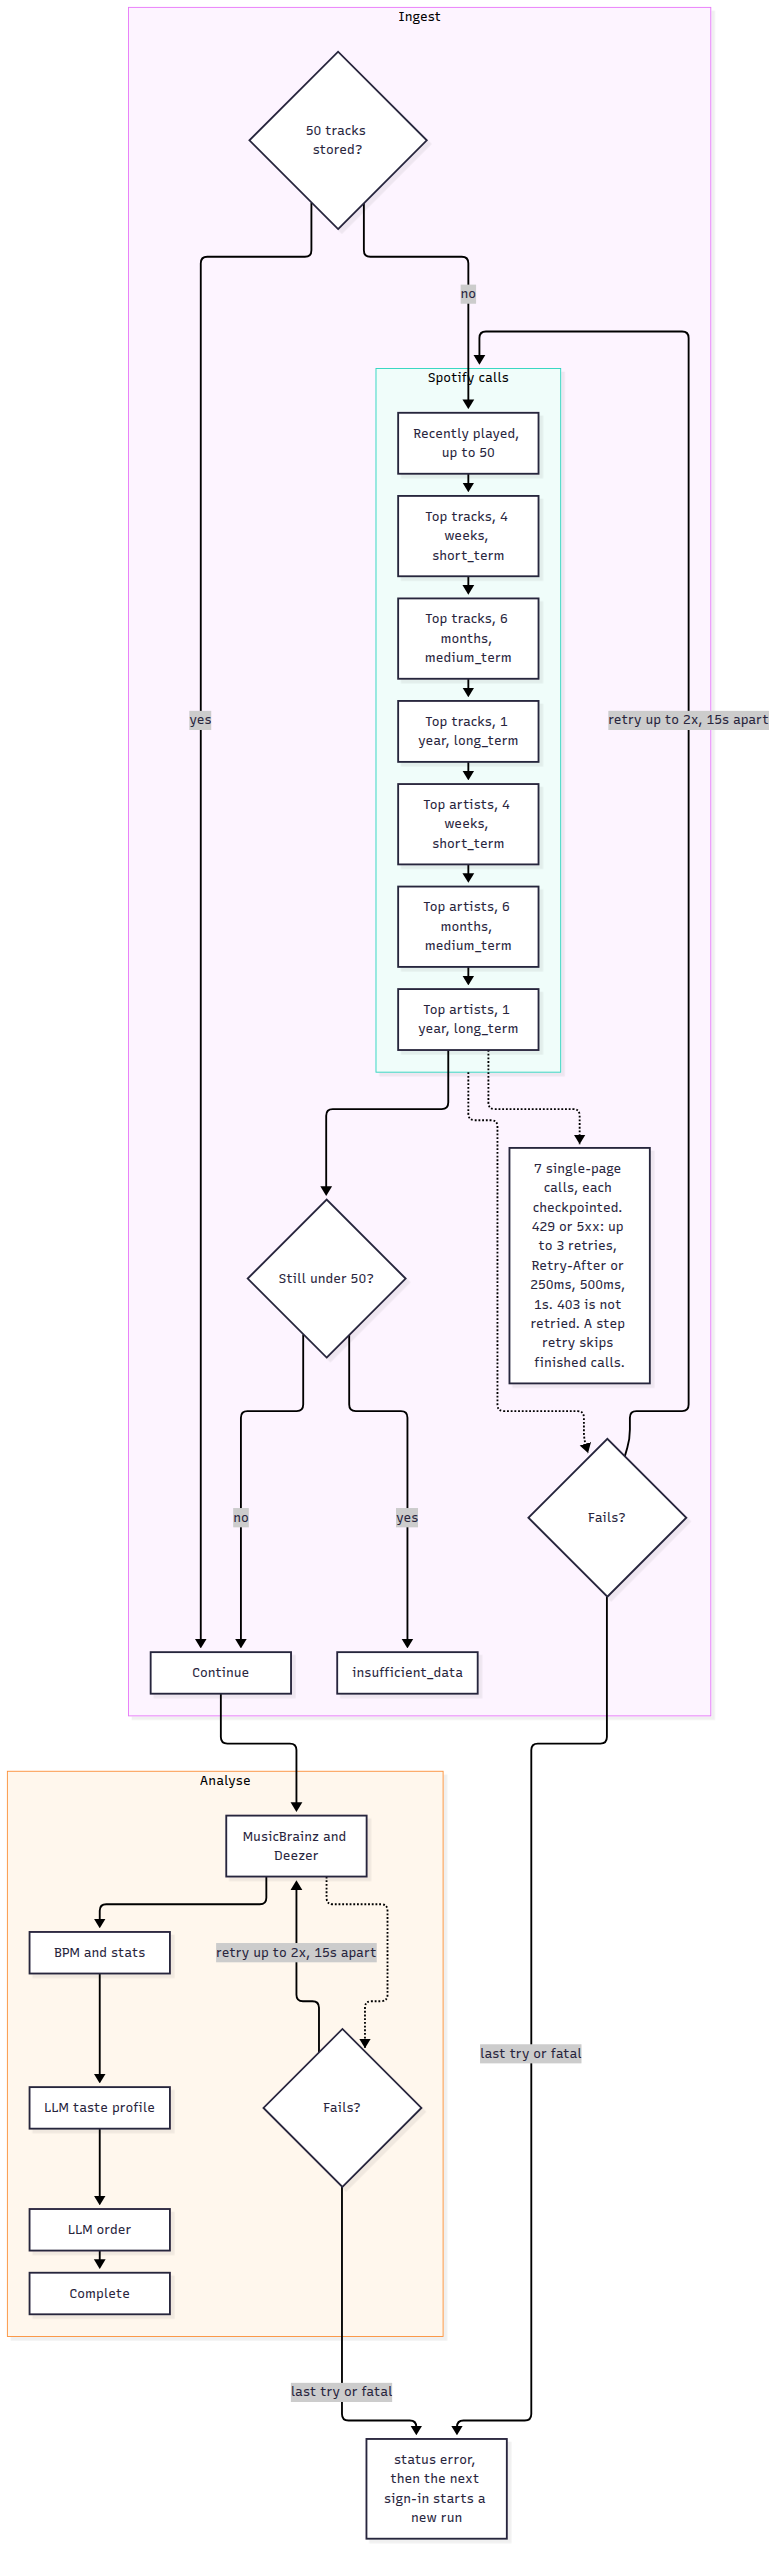 Ingest
50 tracks
stored?
no
Spotify calls
Recently played,
up to 50
Top tracks, 4
weeks,
short_term
Top tracks, 6
months,
medium_term
yes
retry up to 2x, 15s apart
Top tracks, 1
year, long_term
Top artists, 4
weeks,
short_term
Top artists, 6
months,
medium_term
Top artists, 1
year, long_term
7 single-page
calls, each
checkpointed.
429 or 5xx: up
to 3 retries,
Retry-After or
250ms, 500ms,
1s. 403 is not
retried. A step
retry skips
finished calls.
Still under 50?
no
yes
Fails?
Continue
insufficient_data
Analyse
MusicBrainz and
Deezer
BPM and stats
retry up to 2x, 15s apart
last try or fatal
LLM taste profile
Fails?
LLM order
Complete
last try or fatal
status error,
then the next
sign-in starts a
new run